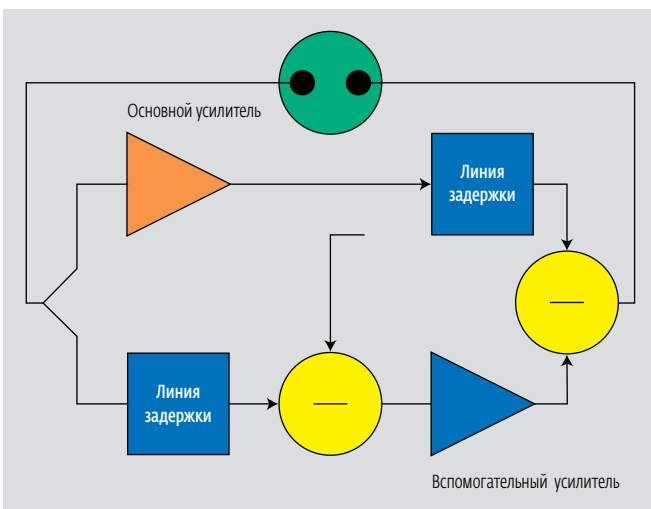 Основной усилитель
Линия
задержки
Линия
задержки
Вспомогательный усилитель